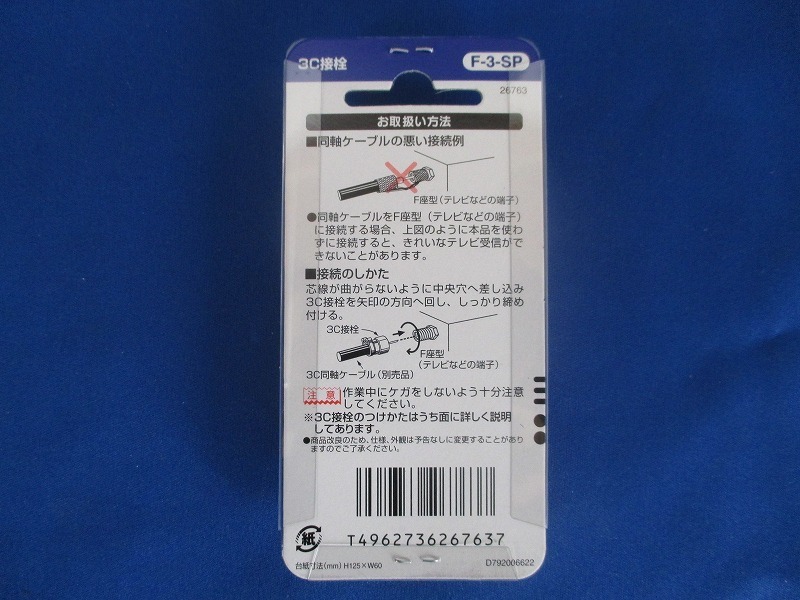 3C接栓
F-3-SP
26763
お取扱い方法
■同軸ケーブルの悪い接続例
F座型(テレビなどの端子)
●同軸ケーブルをF座型(テレビなどの端子)
に接続する場合、上図のように本品を使わ
ずに接続すると、きれいなテレビ受信がで
きないことがあります。
■接続のしかた
芯線が曲がらないように中央穴へ差し込み
3C接栓を矢印の方向へ回し、しっかり締め
付ける。
3C接栓
F座型
(テレビなどの端子)
3C同軸ケーブル(別売品)
注意 作業中にケガをしないよう十分注意
してください。
※3C接栓のつけかたはうち面に詳しく説明
してあります。
●商品改良のため、仕様、外観は予告なしに変更することがあり
ますのでご了承ください。
紙
T4962736267637
台紙寸法(mm) H125×W60
D792006622